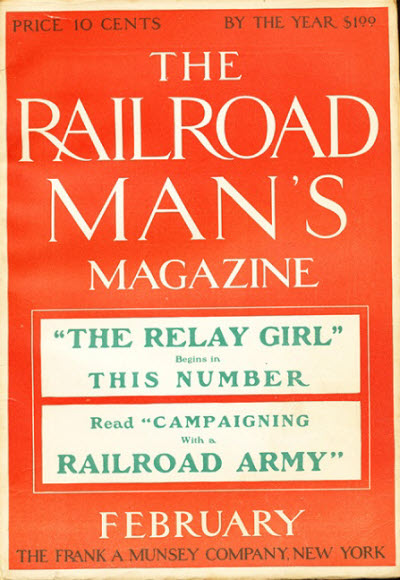 PRICE 10 CENTS BY THE YEAR $1.00
THE
RAILROAD
MAN'S
MAGAZINE
"THE RELAY GIRL"
Begins in
THIS NUMBER
Read "CAMPAIGNING
With a
RAILROAD ARMY"
FEBRUARY
THE FRANK A. MUNSEY COMPANY, NEW YORK